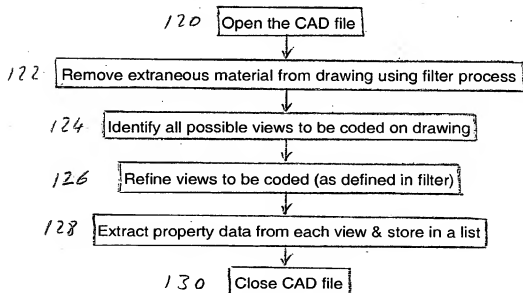 120 Open the CAD file
122 Remove extraneous material from drawing using filter process
124 Identify all possible views to be coded on drawing
126 Refine views to be coded (as defined in filter)
128 Extract property data from each view & store in a list
130 Close CAD file